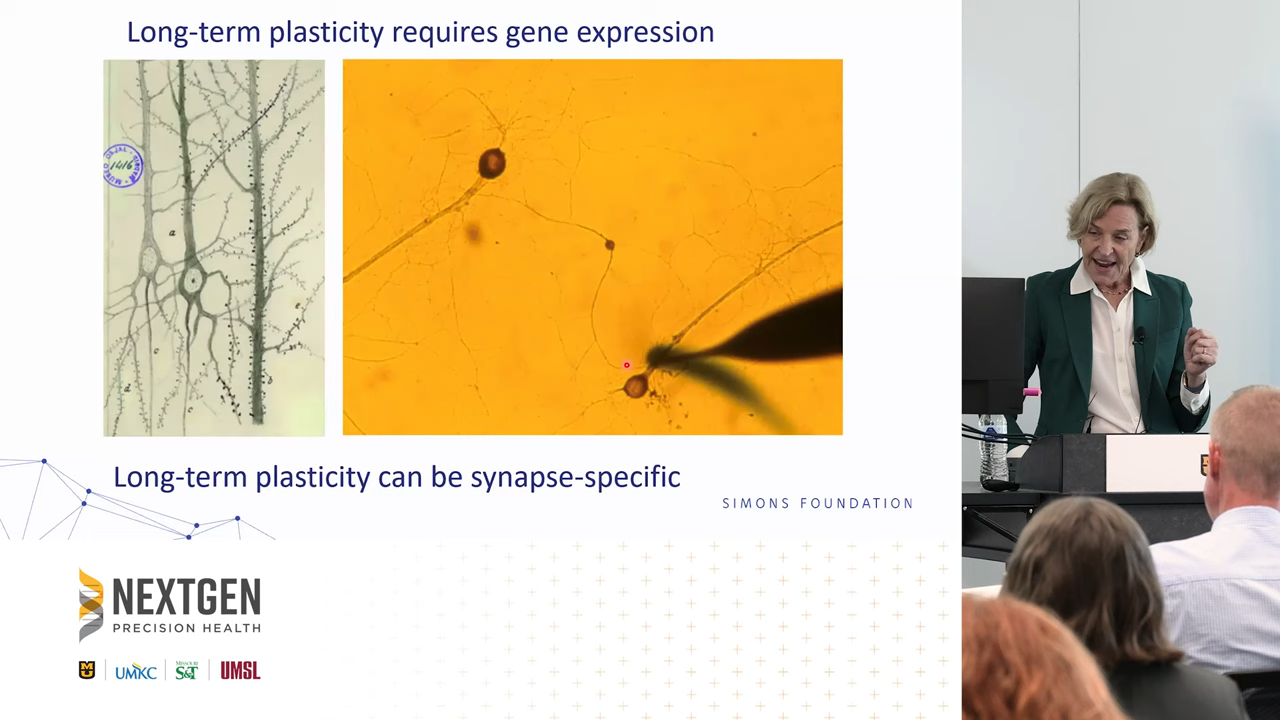 Long-term plasticity requires gene expression
1416
a
Long-term plasticity can be synapse-specific
SIMONS FOUNDATION
NEXTGEN
PRECISION HEALTH
UMKC
MISSOURI
S&T
UMSL